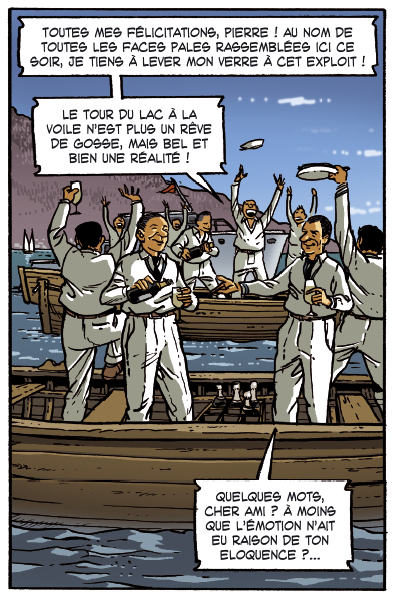 TOUTES MES FÉLICITATIONS, PIERRE ! AU NOM DE
TOUTES LES FACES PALES RASSEMBLÉES ICI CE
SOIR, JE TIENS À LEVER MON VERRE À CET EXPLOIT !
LE TOUR DU LAC À LA
VOILE N'EST PLUS UN RÊVE
DE GOSSE, MAIS BEL ET
BIEN UNE RÉALITÉ !
QUELQUES MOTS,
CHER AMI ? À MOINS
QUE L'ÉMOTION N'AIT
EU RAISON DE TON
ELOQUENCE ?...